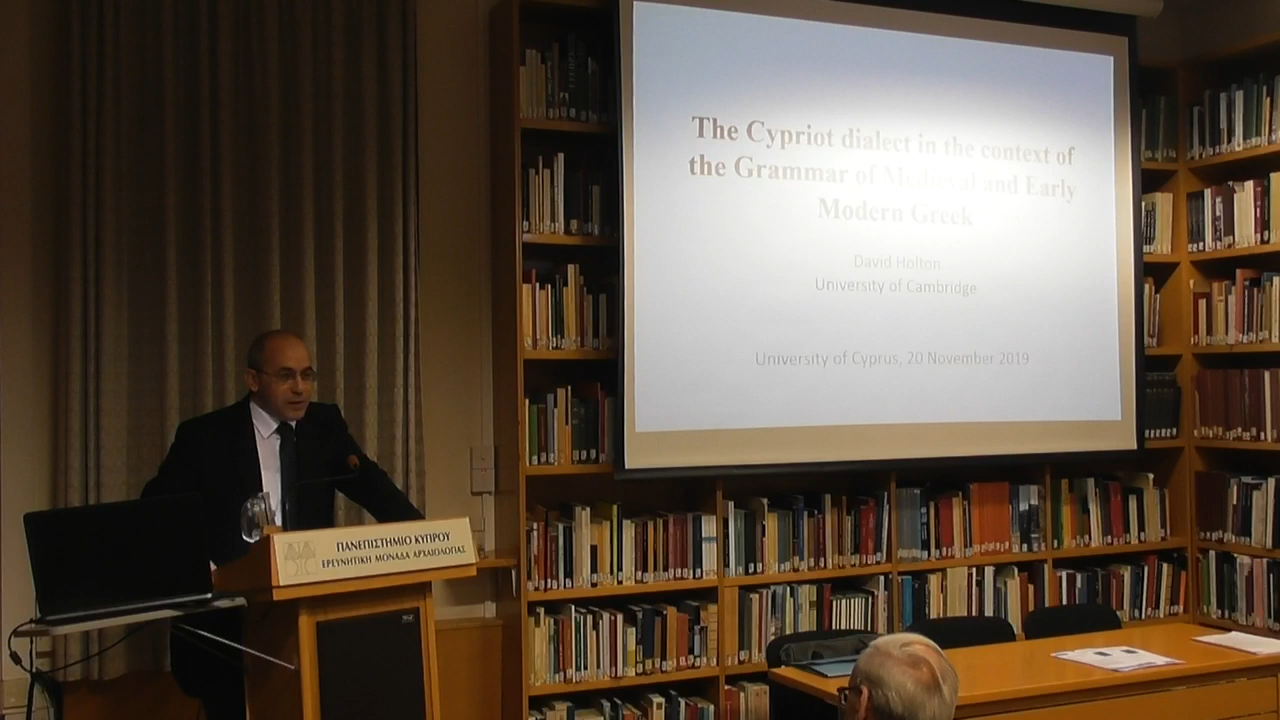 The Cypriot dialect in the context of
the Grammar of Medieval and Early
Modern Greek
David Holton
University of Cambridge
University of Cyprus, 20 November 2019
ΠΑΝΕΠΙΣΤΗΜΙΟ ΚΥΠΡΟΥ
ΕΡΕΥΝΗΤΙΚΗ ΜΟΝΑΔΑ ΑΡΧΑΙΟΛΟΓΙΑΣ